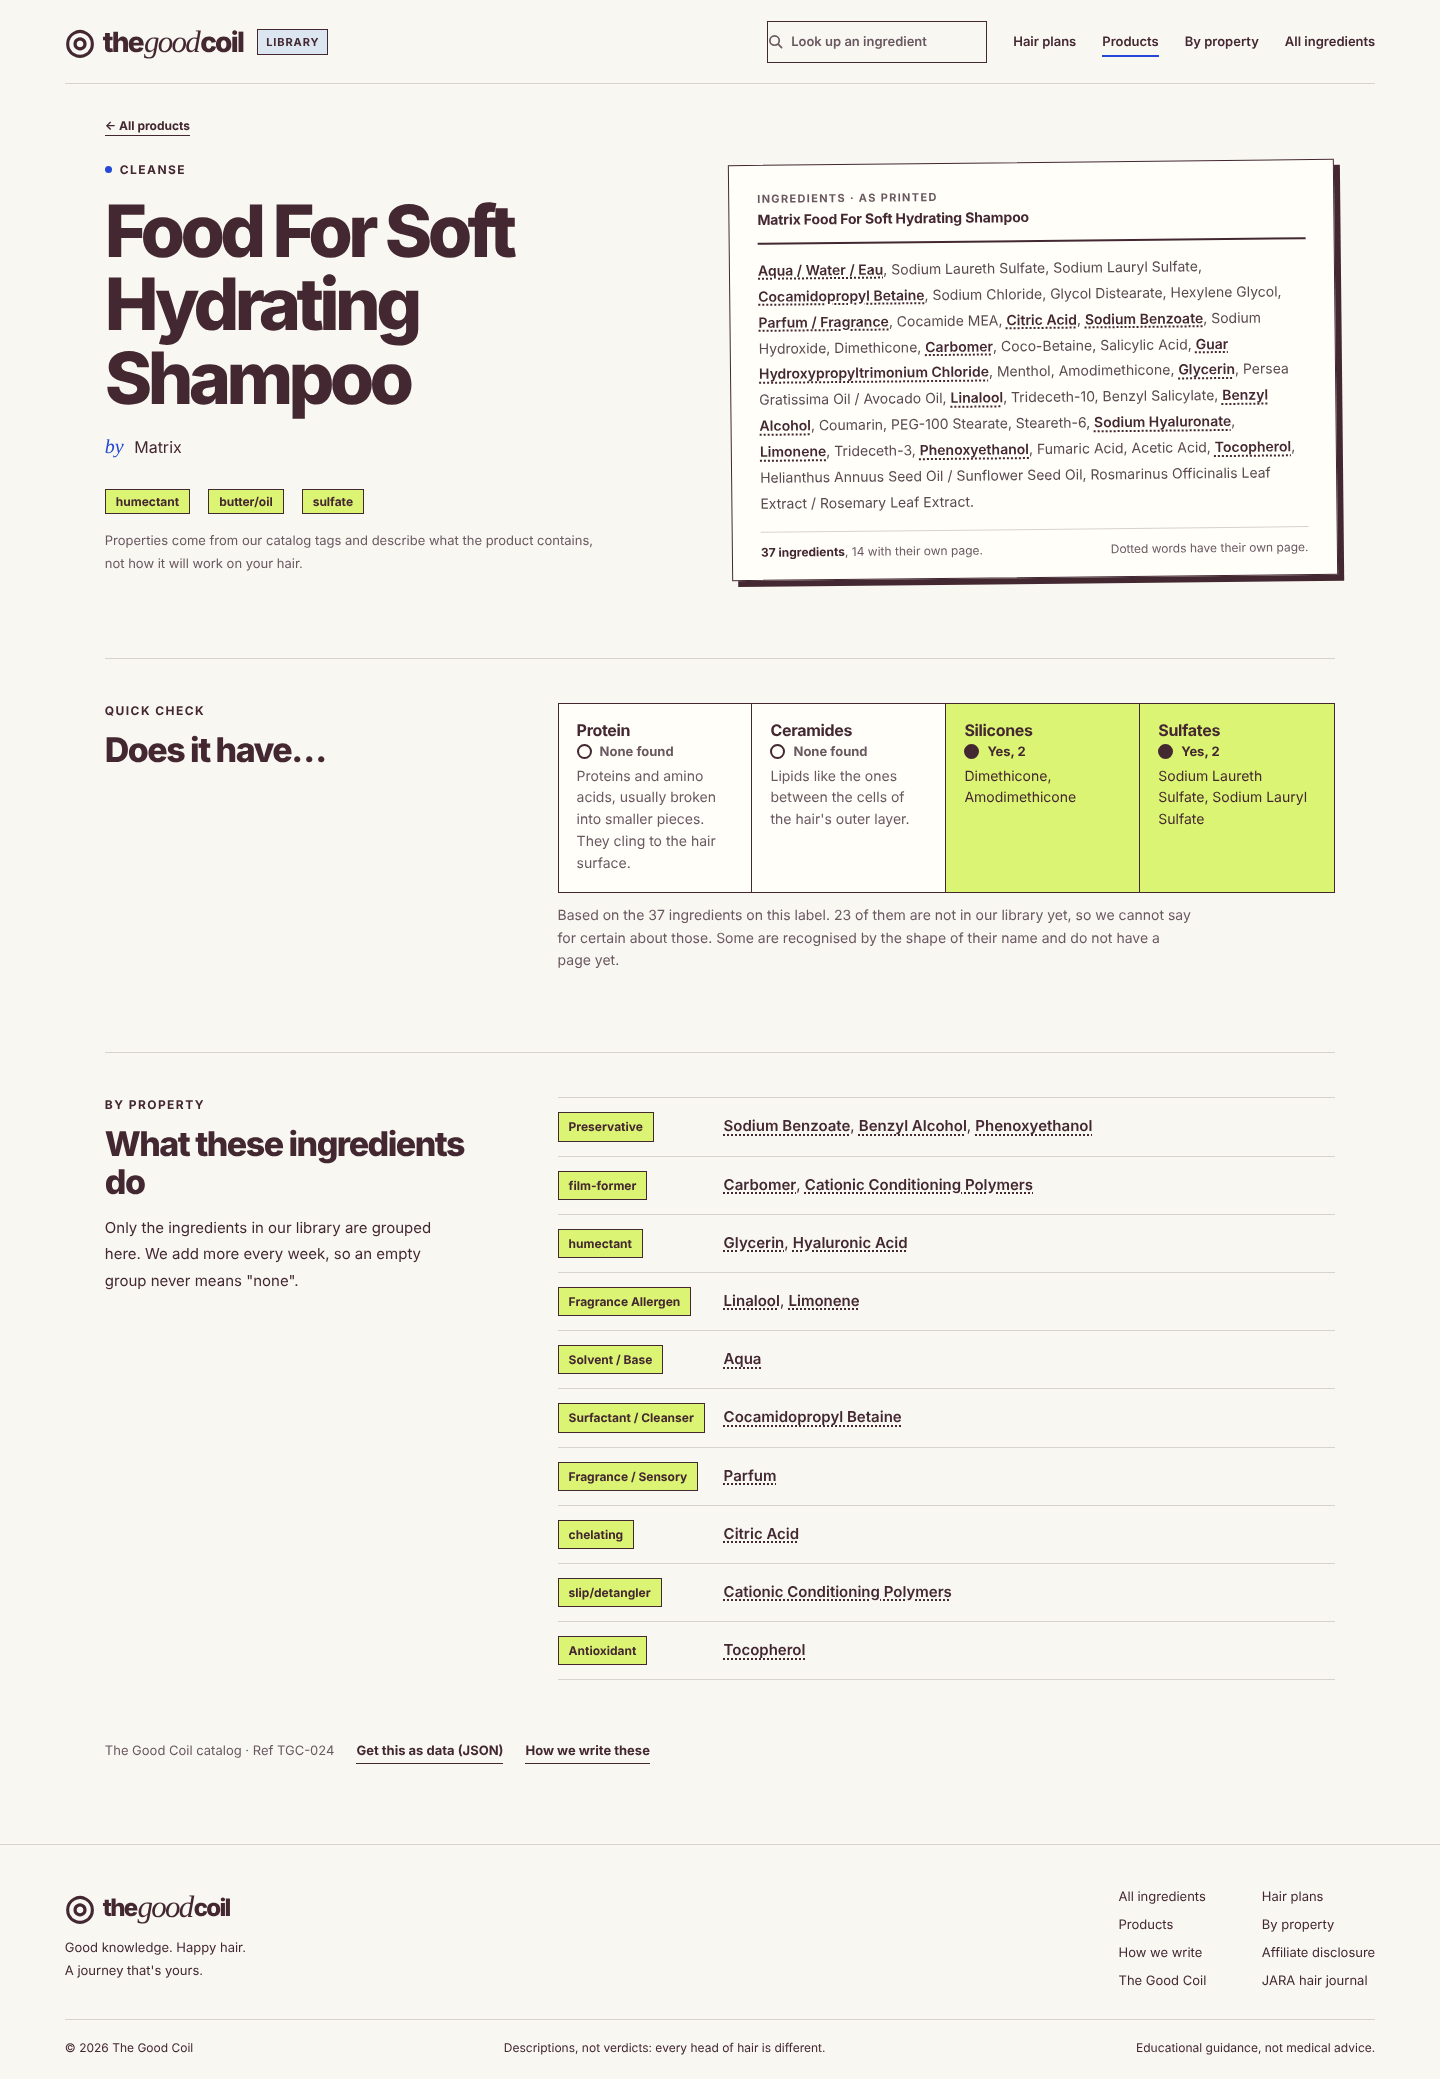 thegoodcoil LIBRARY
Look up an ingredient
Hair plans Products By property All ingredients
← All products
CLEANSE
Food For Soft
Hydrating
Shampoo
by Matrix
humectant butter/oil sulfate
Properties come from our catalog tags and describe what the product contains,
not how it will work on your hair.
INGREDIENTS · AS PRINTED
Matrix Food For Soft Hydrating Shampoo
Aqua / Water / Eau, Sodium Laureth Sulfate, Sodium Lauryl Sulfate,
Cocamidopropyl Betaine, Sodium Chloride, Glycol Distearate, Hexylene Glycol,
Parfum / Fragrance, Cocamide MEA, Citric Acid, Sodium Benzoate, Sodium
Hydroxide, Dimethicone, Carbomer, Coco-Betaine, Salicylic Acid, Guar
Hydroxypropyltrimonium Chloride, Menthol, Amodimethicone, Glycerin, Persea
Gratissima Oil / Avocado Oil, Linalool, Trideceth-10, Benzyl Salicylate, Benzyl
Alcohol, Coumarin, PEG-100 Stearate, Steareth-6, Sodium Hyaluronate,
Limonene, Trideceth-3, Phenoxyethanol, Fumaric Acid, Acetic Acid, Tocopherol,
Helianthus Annuus Seed Oil / Sunflower Seed Oil, Rosmarinus Officinalis Leaf
Extract / Rosemary Leaf Extract.
37 ingredients, 14 with their own page.
Dotted words have their own page.
QUICK CHECK
Does it have…
Protein
None found
Proteins and amino
acids, usually broken
into smaller pieces.
They cling to the hair
surface.
Ceramides
None found
Lipids like the ones
between the cells of
the hair's outer layer.
Silicones
Yes, 2
Dimethicone,
Amodimethicone
Sulfates
Yes, 2
Sodium Laureth
Sulfate, Sodium Lauryl
Sulfate
Based on the 37 ingredients on this label. 23 of them are not in our library yet, so we cannot say
for certain about those. Some are recognised by the shape of their name and do not have a
page yet.
BY PROPERTY
What these ingredients
do
Only the ingredients in our library are grouped
here. We add more every week, so an empty
group never means "none".
Preservative Sodium Benzoate, Benzyl Alcohol, Phenoxyethanol
film-former Carbomer, Cationic Conditioning Polymers
humectant Glycerin, Hyaluronic Acid
Fragrance Allergen Linalool, Limonene
Solvent / Base Aqua
Surfactant / Cleanser Cocamidopropyl Betaine
Fragrance / Sensory Parfum
chelating Citric Acid
slip/detangler Cationic Conditioning Polymers
Antioxidant Tocopherol
The Good Coil catalog · Ref TGC-024 Get this as data (JSON) How we write these
thegoodcoil
Good knowledge. Happy hair.
A journey that's yours.
All ingredients Hair plans
Products By property
How we write Affiliate disclosure
The Good Coil JARA hair journal
© 2026 The Good Coil
Descriptions, not verdicts: every head of hair is different.
Educational guidance, not medical advice.